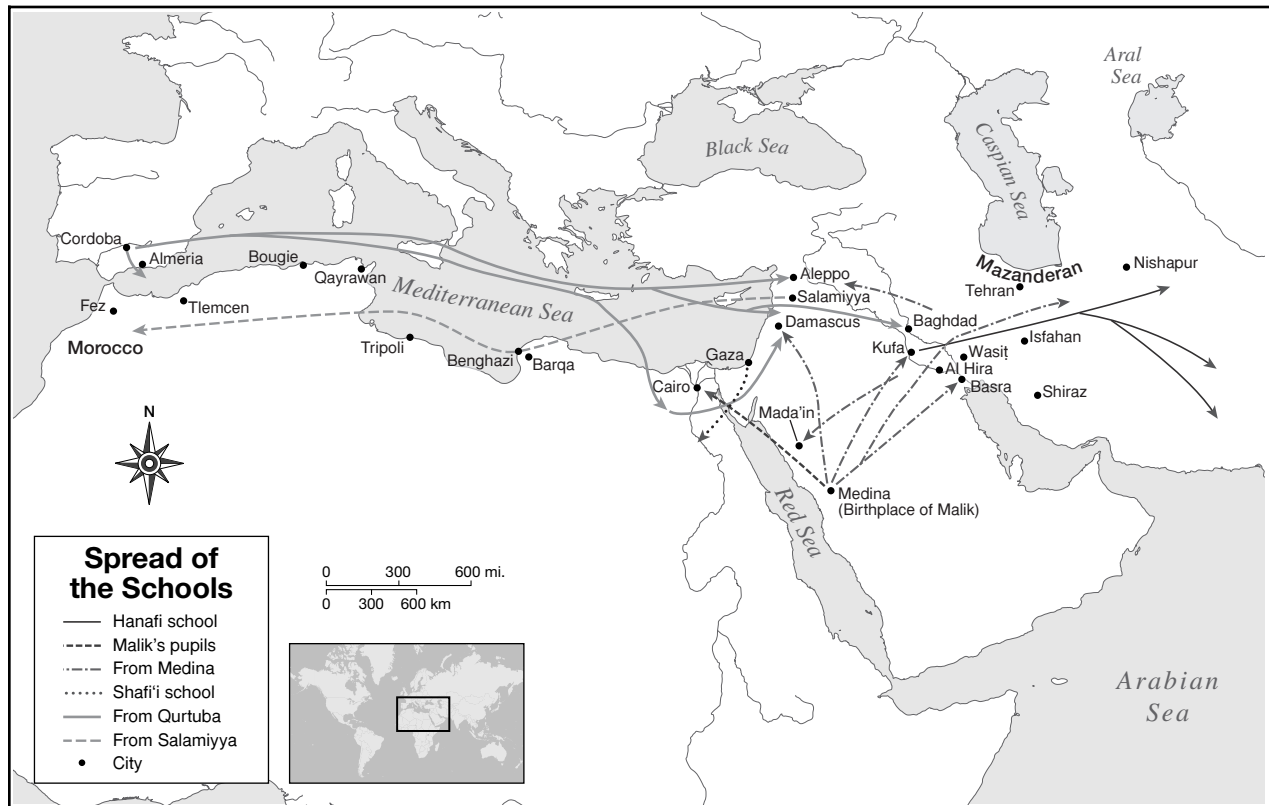 Aral
Sea
Caspian Sea
Black Sea
Cordoba
Almeria
Bougie
Qayrawan
Aleppo
Mazanderan
Nishapur
Tehran
Fez
Tlemcen
Mediterranean Sea
Salamiyya
Damascus
Baghdad
Morocco
Tripoli
Benghazi
Barqa
Gaza
Kufa
Wasiṭ
Isfahan
Al Hira
Cairo
Basra
Shiraz
N
Mada'in
Medina
(Birthplace of Malik)
Red Sea
Spread of
the Schools
Hanafi school
Malik's pupils
From Medina
Shafi‘i school
From Qurtuba
From Salamiyya
City
0 300 600 mi.
0 300 600 km
Arabian
Sea